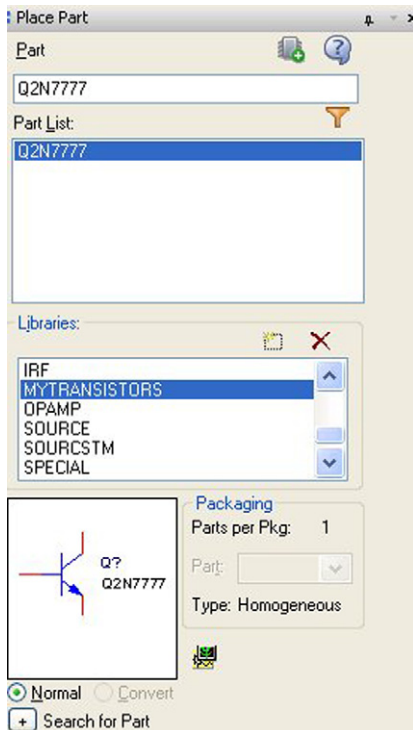 Place Part
Part
Q2N7777
Part List:
Q2N7777
Libraries:
IRF
MYTRANSISTORS
OPAMP
SOURCE
SOURCSTM
SPECIAL
Q?
Q2N7777
Packaging
Parts per Pkg: 1
Part:
Type: Homogeneous
Normal Convert
+ Search for Part